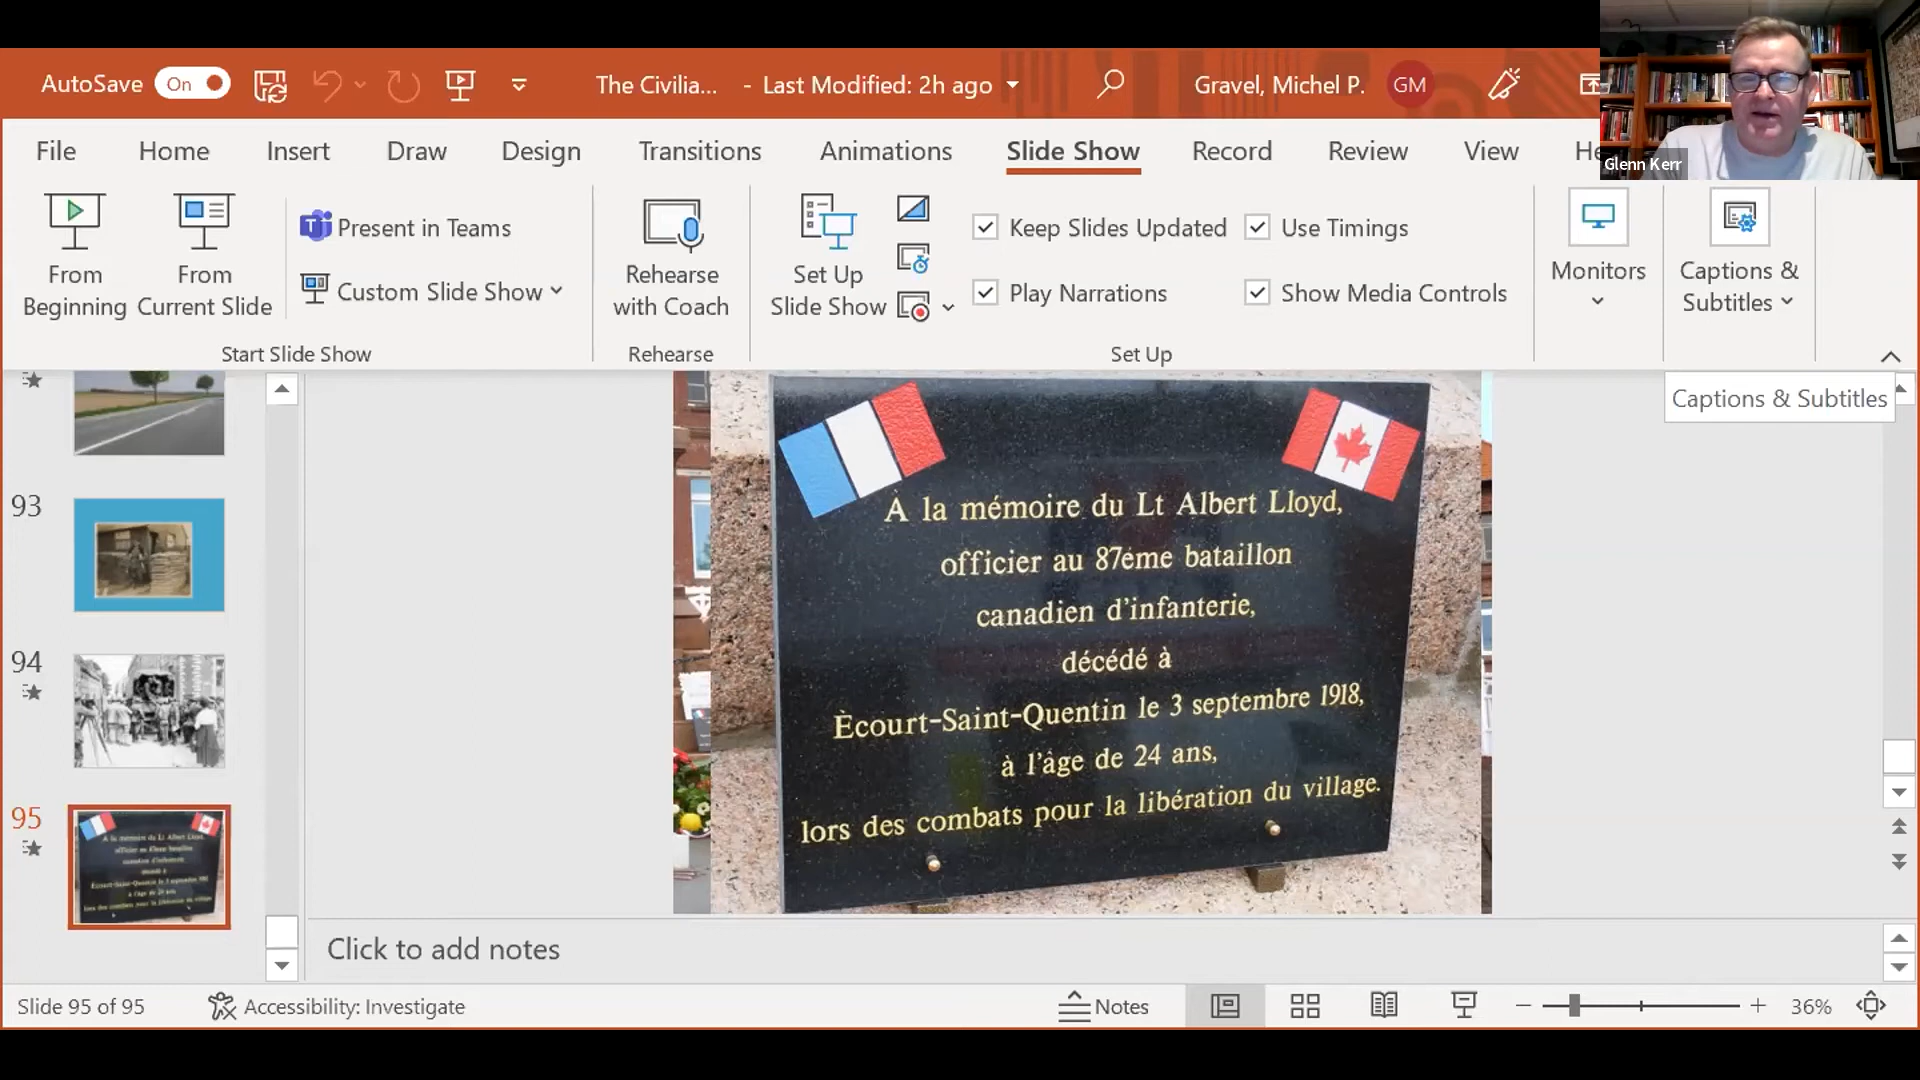 AutoSave On
The Civilia... - Last Modified: 2h ago
Gravel, Michel P. GM
Glenn Kerr
File Home Insert Draw Design Transitions Animations Slide Show Record Review View He
From Beginning
From Current Slide
Present in Teams
Custom Slide Show
Start Slide Show
Rehearse with Coach
Rehearse
Set Up Slide Show
Keep Slides Updated
Use Timings
Play Narrations
Show Media Controls
Set Up
Monitors
Captions & Subtitles
Captions & Subtitles
93
94
95
À la mémoire du Lt Albert Lloyd,
officier au 87éme bataillon
canadien d'infanterie,
décédé à
Ècourt-Saint-Quentin le 3 septembre 1918,
à l'âge de 24 ans,
lors des combats pour la libération du village.
Click to add notes
Slide 95 of 95
Accessibility: Investigate
Notes
36%